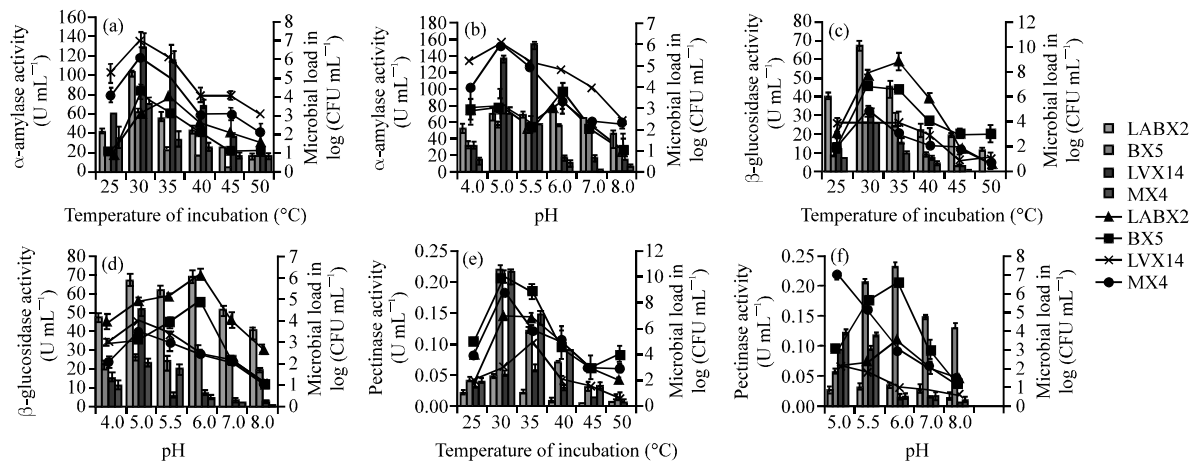 (a)
α-amylase activity
(U mL⁻¹)
160
140
120
100
80
60
40
20
0
8
7
6
5
4
3
2
1
0
Microbial load in
log (CFU mL⁻¹)
25 30 35 40 45 50
Temperature of incubation (°C)
(b)
α-amylase activity
(U mL⁻¹)
160
140
120
100
80
60
40
20
0
7
6
5
4
3
2
1
0
Microbial load in
log (CFU mL⁻¹)
4.0 5.0 5.5 6.0 7.0 8.0
pH
(c)
β-glucosidase activity
(U mL⁻¹)
80
70
60
50
40
30
20
10
0
12
10
8
6
4
2
0
Microbial load in
log (CFU mL⁻¹)
25 30 35 40 45 50
Temperature of incubation (°C)
LABX2
BX5
LVX14
MX4
LABX2
BX5
LVX14
MX4
(d)
β-glucosidase activity
(U mL⁻¹)
80
70
60
50
40
30
20
10
0
7
6
5
4
3
2
1
0
Microbial load in
log (CFU mL⁻¹)
4.0 5.0 5.5 6.0 7.0 8.0
pH
(e)
Pectinase activity
(U mL⁻¹)
0.25
0.20
0.15
0.10
0.05
0.00
12
10
8
6
4
2
0
Microbial load in
log (CFU mL⁻¹)
25 30 35 40 45 50
Temperature of incubation (°C)
(f)
Pectinase activity
(U mL⁻¹)
0.25
0.20
0.15
0.10
0.05
0.00
8
7
6
5
4
3
2
1
0
Microbial load in
log (CFU mL⁻¹)
5.0 5.5 6.0 7.0 8.0
pH